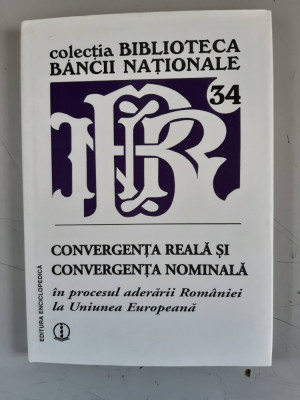 colecția BIBLIOTECA
BĂNCII NAȚIONALE
34
CONVERGENȚA REALĂ ȘI
CONVERGENȚA NOMINALĂ
în procesul aderării României
la Uniunea Europeană
EDITURA ENCICLOPEDICĂ